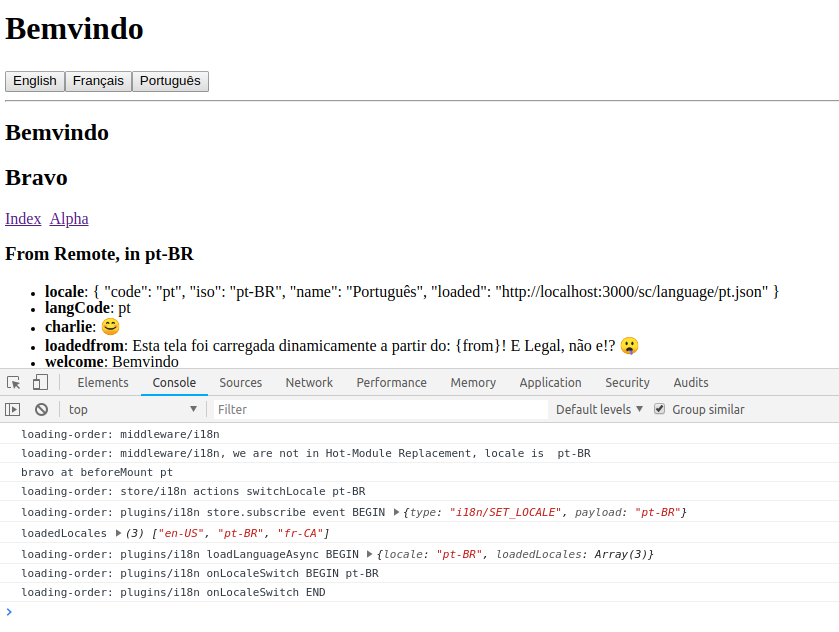 Bemvindo
English Français Português
Bemvindo
Bravo
Index Alpha
From Remote, in pt-BR
• locale: { "code": "pt", "iso": "pt-BR", "name": "Português", "loaded": "http://localhost:3000/sc/language/pt.json" }
• langCode: pt
• charlie: 😊
• loadedfrom: Esta tela foi carregada dinamicamente a partir do: {from}! E Legal, não e!? 😮
• welcome: Bemvindo
Elements Console Sources Network Performance Memory Application Security Audits
top ▼ Filter Default levels ▼ Group similar
loading-order: middleware/i18n
loading-order: middleware/i18n, we are not in Hot-Module Replacement, locale is pt-BR
bravo at beforeMount pt
loading-order: store/i18n actions switchLocale pt-BR
loading-order: plugins/i18n store.subscribe event BEGIN ▶{type: "i18n/SET_LOCALE", payload: "pt-BR"}
loadedLocales ▶(3) ["en-US", "pt-BR", "fr-CA"]
loading-order: plugins/i18n loadLanguageAsync BEGIN ▶{locale: "pt-BR", loadedLocales: Array(3)}
loading-order: plugins/i18n onLocaleSwitch BEGIN pt-BR
loading-order: plugins/i18n onLocaleSwitch END